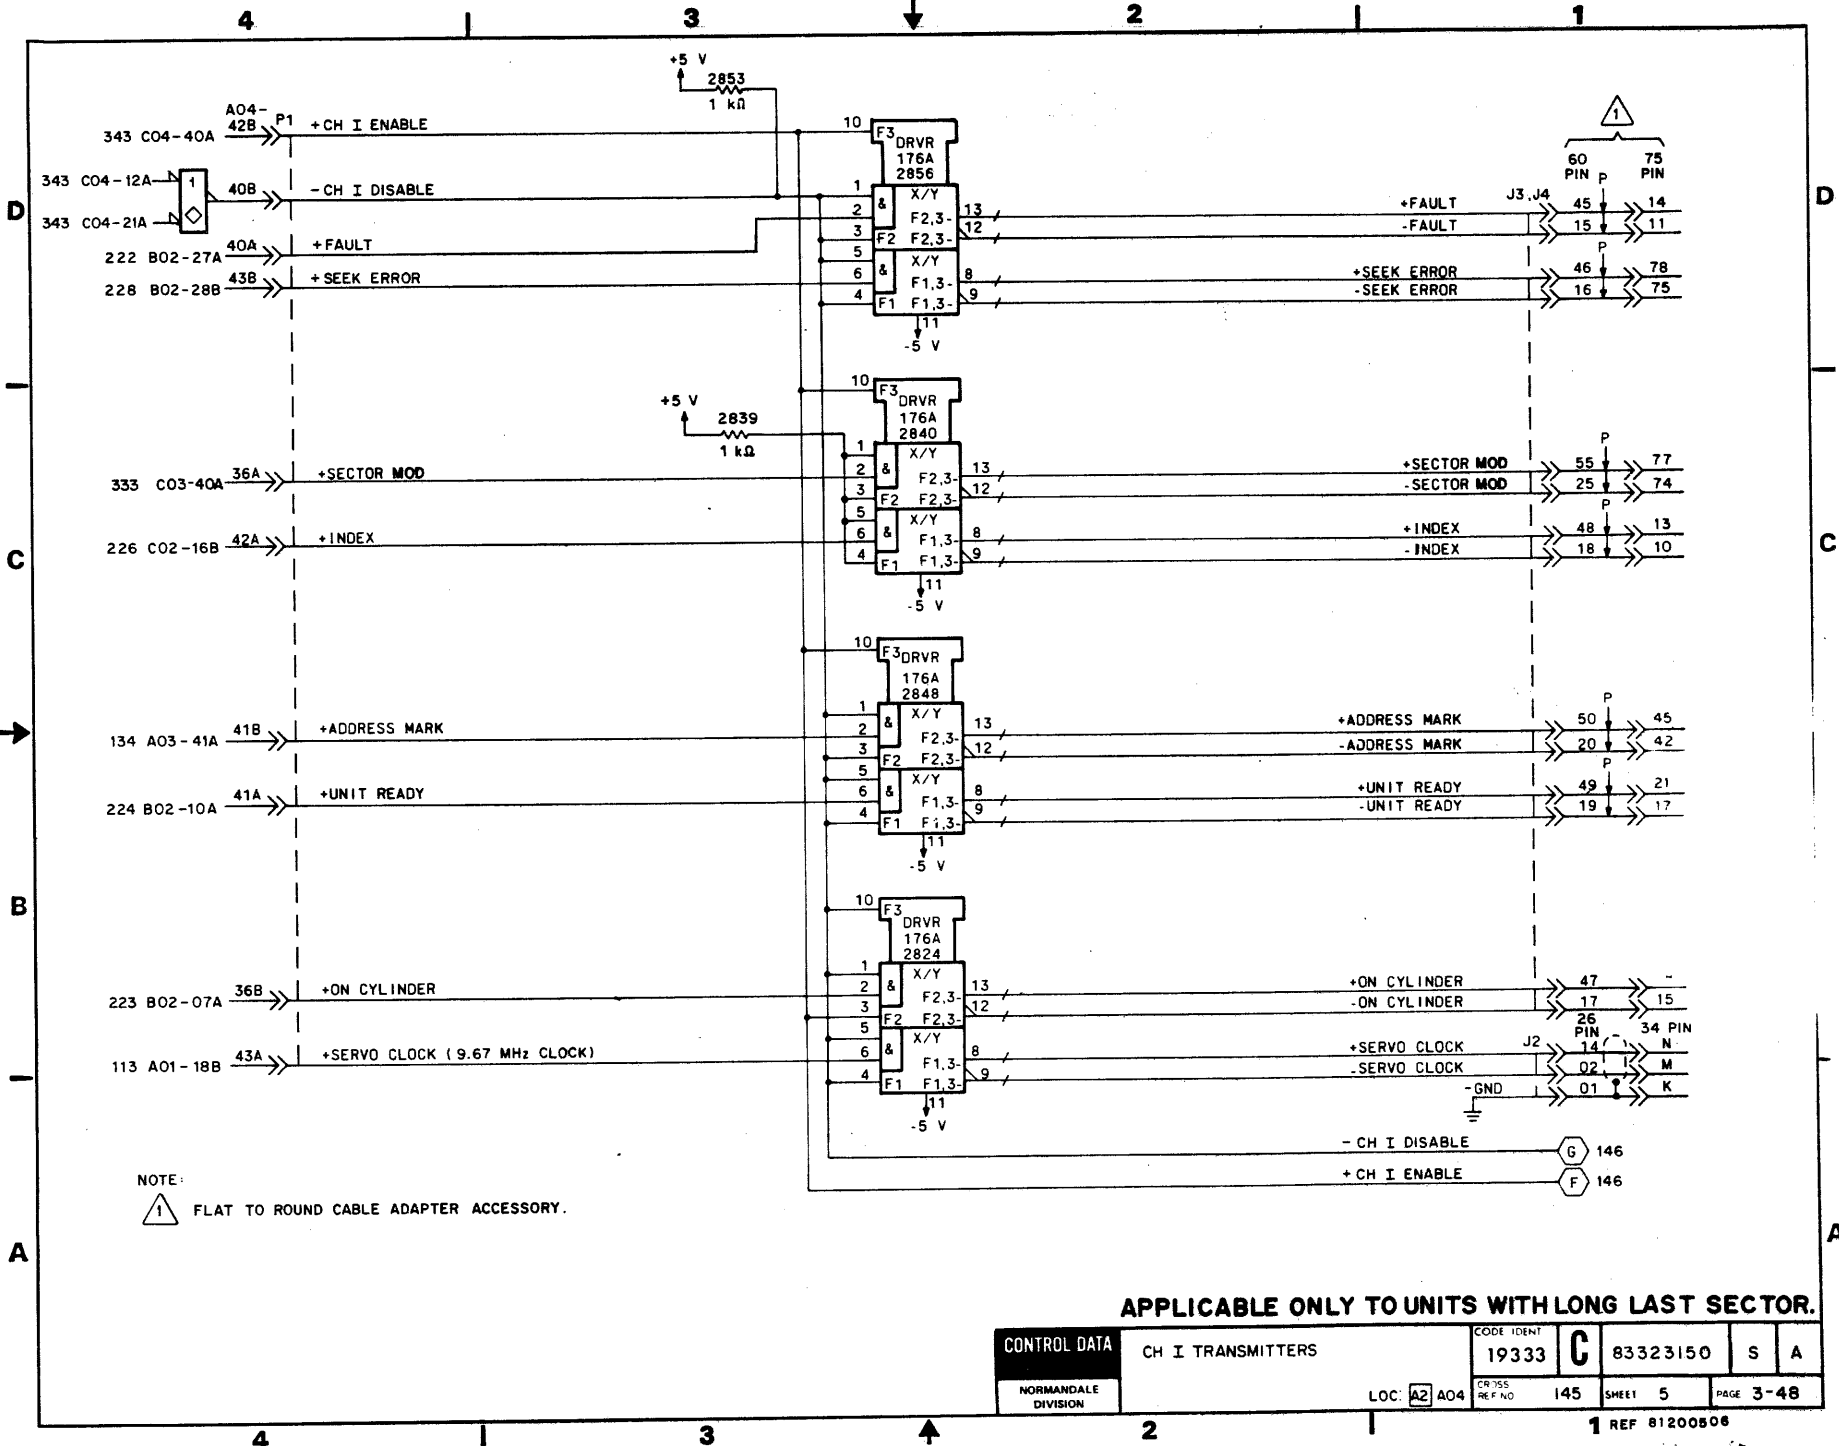 4 3 2 1
+5 V
2853
1 kΩ
A04-
343 C04-40A 42B P1 +CH I ENABLE
10 F3 DRVR
176A
2856
1
60 PIN P 75 PIN
343 C04-12A
1
40B -CH I DISABLE
343 C04-21A
D D
1 & X/Y
2 F2,3- 13 +FAULT J3,J4 45 14
3 F2 F2,3- 12 -FAULT 15 11
222 B02-27A 40A +FAULT
5 X/Y P
228 B02-28B 43B +SEEK ERROR
6 & F1,3- 8 +SEEK ERROR 46 78
4 F1 F1,3- 9 -SEEK ERROR 16 75
11
-5 V
10 F3 DRVR
176A
2840
+5 V
2839
1 kΩ
1 X/Y P
333 C03-40A 36A +SECTOR MOD
2 & F2,3- 13 +SECTOR MOD 55 77
3 F2 F2,3- 12 -SECTOR MOD 25 74
5 X/Y P
226 C02-16B 42A +INDEX
6 & F1,3- 8 +INDEX 48 13
4 F1 F1,3- 9 -INDEX 18 10
C C
11
-5 V
10 F3 DRVR
176A
2848
1 X/Y P
134 A03-41A 41B +ADDRESS MARK
2 & F2,3- 13 +ADDRESS MARK 50 45
3 F2 F2,3- 12 -ADDRESS MARK 20 42
5 X/Y P
224 B02-10A 41A +UNIT READY
6 & F1,3- 8 +UNIT READY 49 21
4 F1 F1,3- 9 -UNIT READY 19 17
11
-5 V
B
10 F3 DRVR
176A
2824
1 X/Y
223 B02-07A 36B +ON CYLINDER
2 & F2,3- 13 +ON CYLINDER 47 -
3 F2 F2,3- 12 -ON CYLINDER 17 15
26 PIN 34 PIN
5 X/Y
113 A01-18B 43A +SERVO CLOCK (9.67 MHz CLOCK)
6 & F1,3- 8 +SERVO CLOCK J2 14 N
4 F1 F1,3- 9 -SERVO CLOCK 02 M
-GND 01 K
11
-5 V
-CH I DISABLE G 146
+CH I ENABLE F 146
NOTE:
1 FLAT TO ROUND CABLE ADAPTER ACCESSORY.
A A
APPLICABLE ONLY TO UNITS WITH LONG LAST SECTOR.
CONTROL DATA
NORMANDALE
DIVISION
CH I TRANSMITTERS
LOC: A2 A04
CODE IDENT
19333 C 83323150 S A
CROSS
REF NO 145 SHEET 5 PAGE 3-48
4 3 2 1
REF 81200506